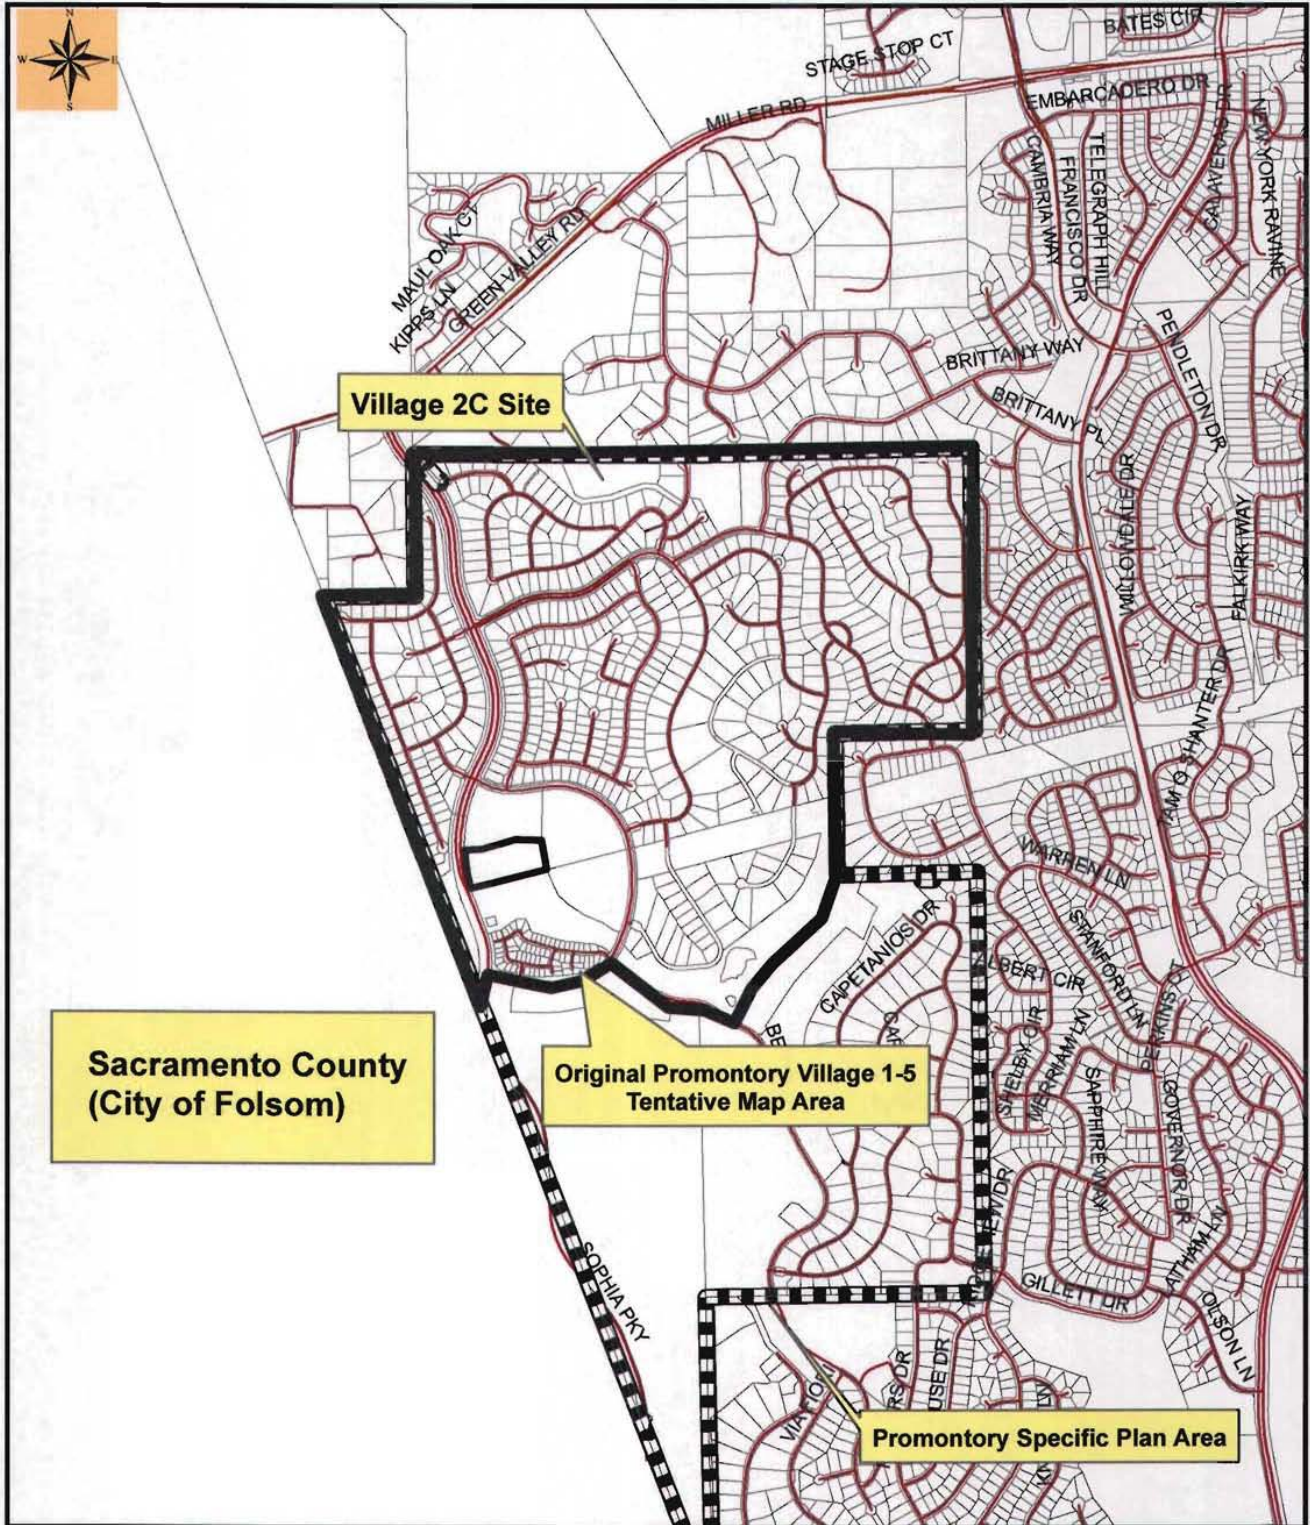 N
W
E
S
BATES CIR
STAGE STOP CT
EMBARCADERO DR
MILLER RD
CALAVERAS DR
NEW YORK RAVINE
TELEGRAPH HILL
FRANCISCO DR
CAMBRIA WAY
MAUL OAK CT
GREEN VALLEY RD
KIPPS LN
BRITTANY WAY
PENDLETON DR
BRITTANY PL
Village 2C Site
WILLOWDALE DR
FALKIRK WAY
TAM O SHANTER DR
WARREN LN
STANFORD LN
CAPETANIOS DR
ALBERT CIR
PERKINS CT
SHELBY CIR
MERRIAM LN
SAPPHIRE WAY
GOVERNOR DR
Sacramento County
(City of Folsom)
Original Promontory Village 1-5
Tentative Map Area
LATHAM LN
GILLETT DR
OLSON LN
SOPHIA PKY
Promontory Specific Plan Area